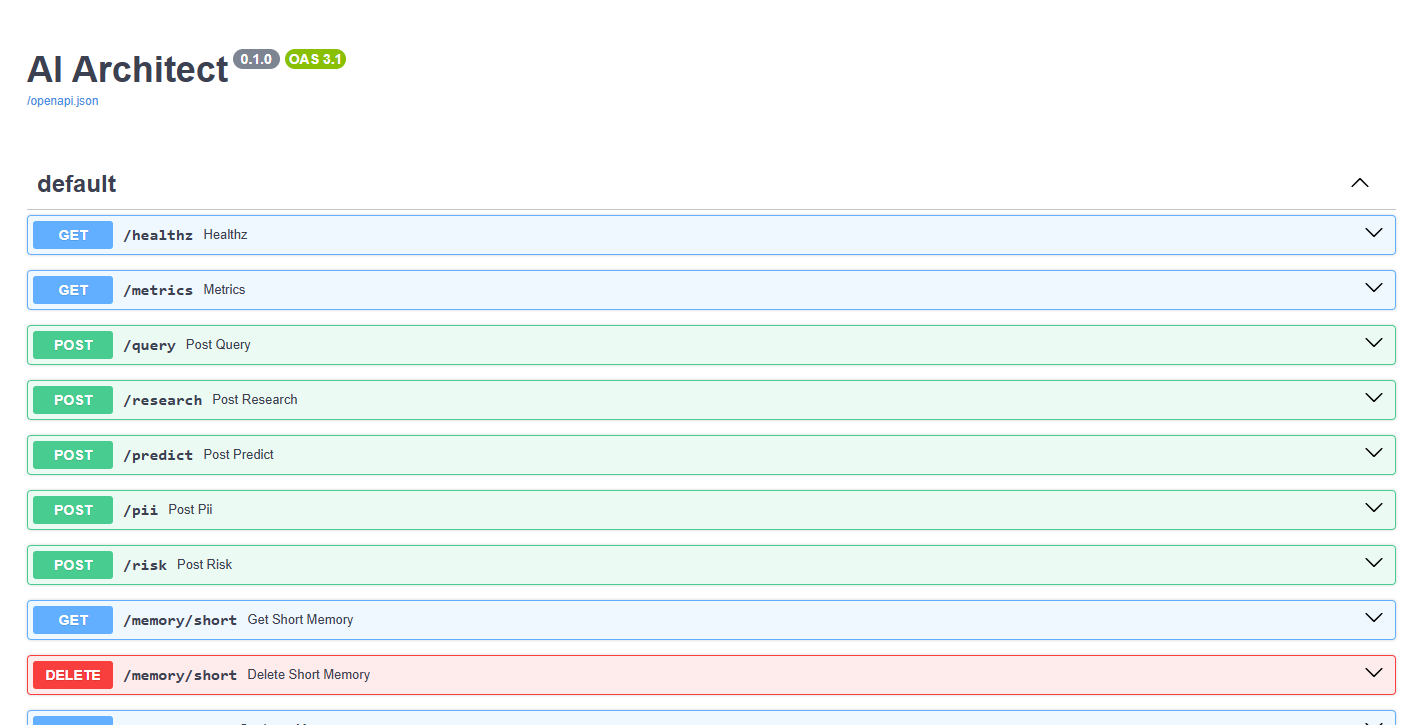 AI Architect 0.1.0 OAS 3.1
/openapi.json
default
GET /healthz Healthz
GET /metrics Metrics
POST /query Post Query
POST /research Post Research
POST /predict Post Predict
POST /pii Post Pii
POST /risk Post Risk
GET /memory/short Get Short Memory
DELETE /memory/short Delete Short Memory